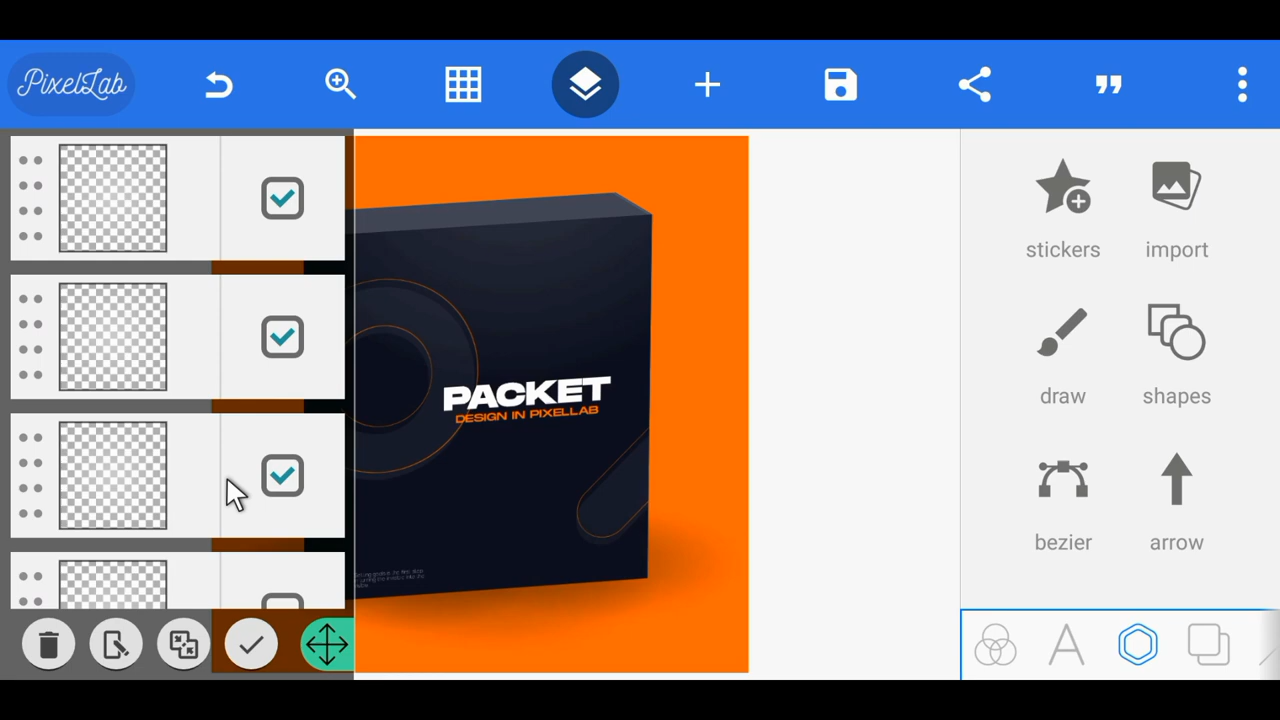 PixelLab
stickers
import
PACKET
DESIGN IN PIXELLAB
draw
shapes
bezier
arrow